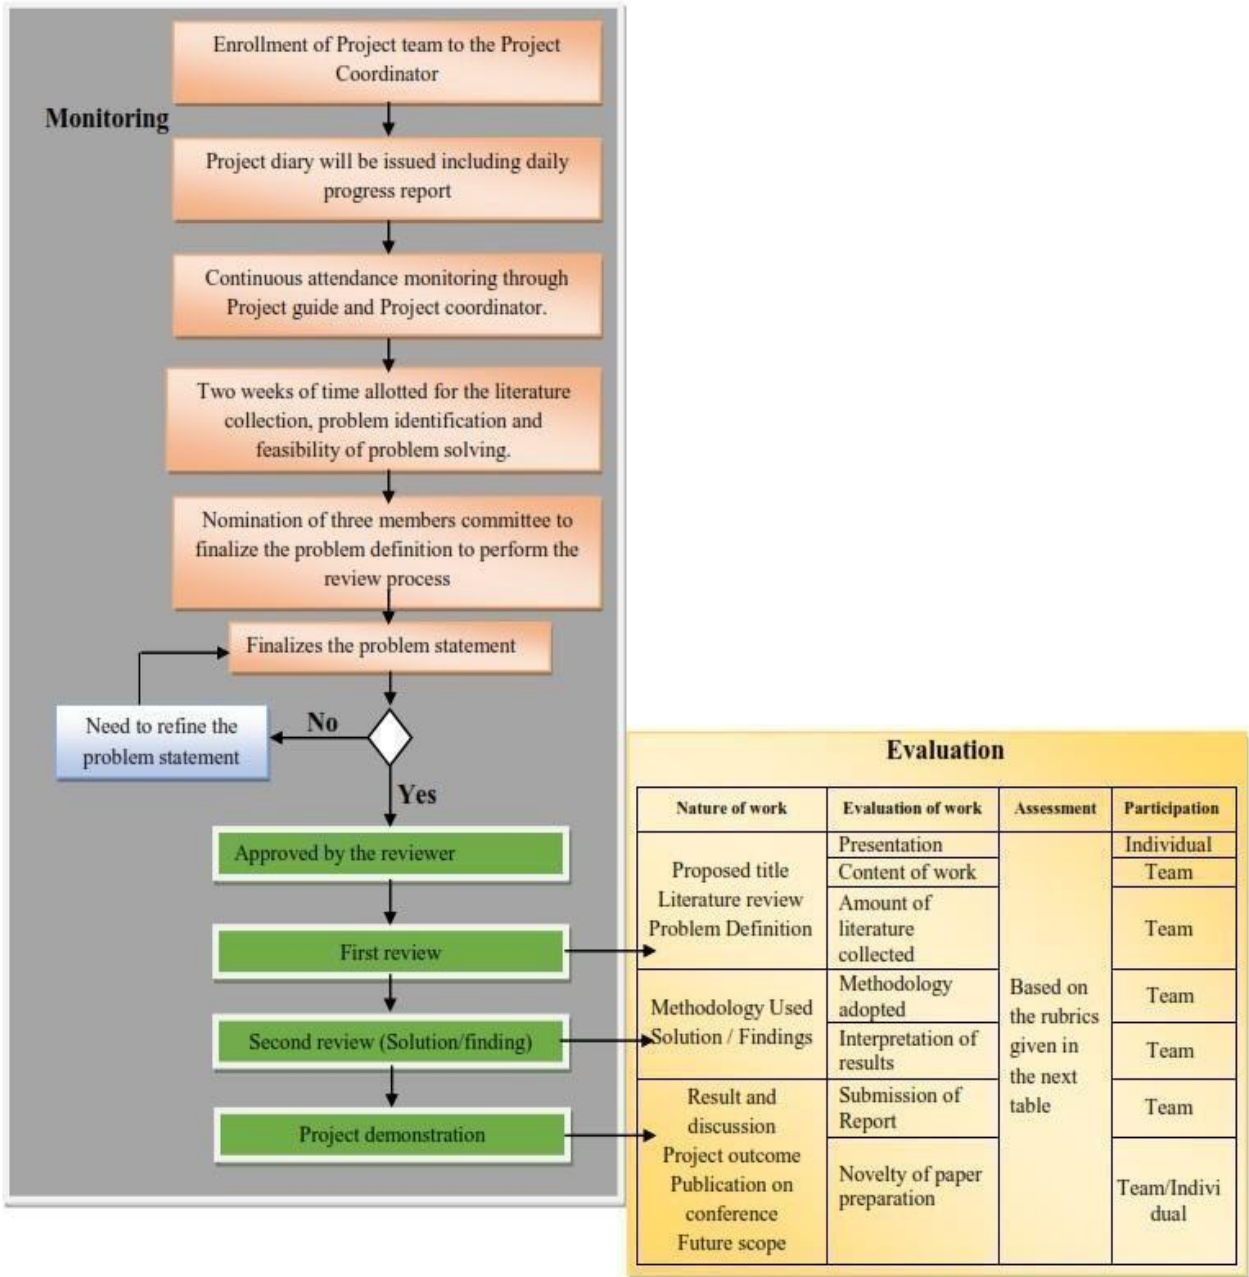 Monitoring
Enrollment of Project team to the Project
Coordinator
Project diary will be issued including daily
progress report
Continuous attendance monitoring through
Project guide and Project coordinator.
Two weeks of time allotted for the literature
collection, problem identification and
feasibility of problem solving.
Nomination of three members committee to
finalize the problem definition to perform the
review process
Finalizes the problem statement
Need to refine the
problem statement
No
Yes
Approved by the reviewer
First review
Second review (Solution/finding)
Project demonstration
Evaluation
Nature of work
Evaluation of work
Assessment
Participation
Proposed title
Literature review
Problem Definition
Presentation
Individual
Content of work
Team
Amount of
literature
collected
Team
Methodology Used
Solution / Findings
Methodology
adopted
Team
Interpretation of
results
Team
Based on
the rubrics
given in
the next
table
Result and
discussion
Project outcome
Publication on
conference
Future scope
Submission of
Report
Team
Novelty of paper
preparation
Team/Indivi
dual